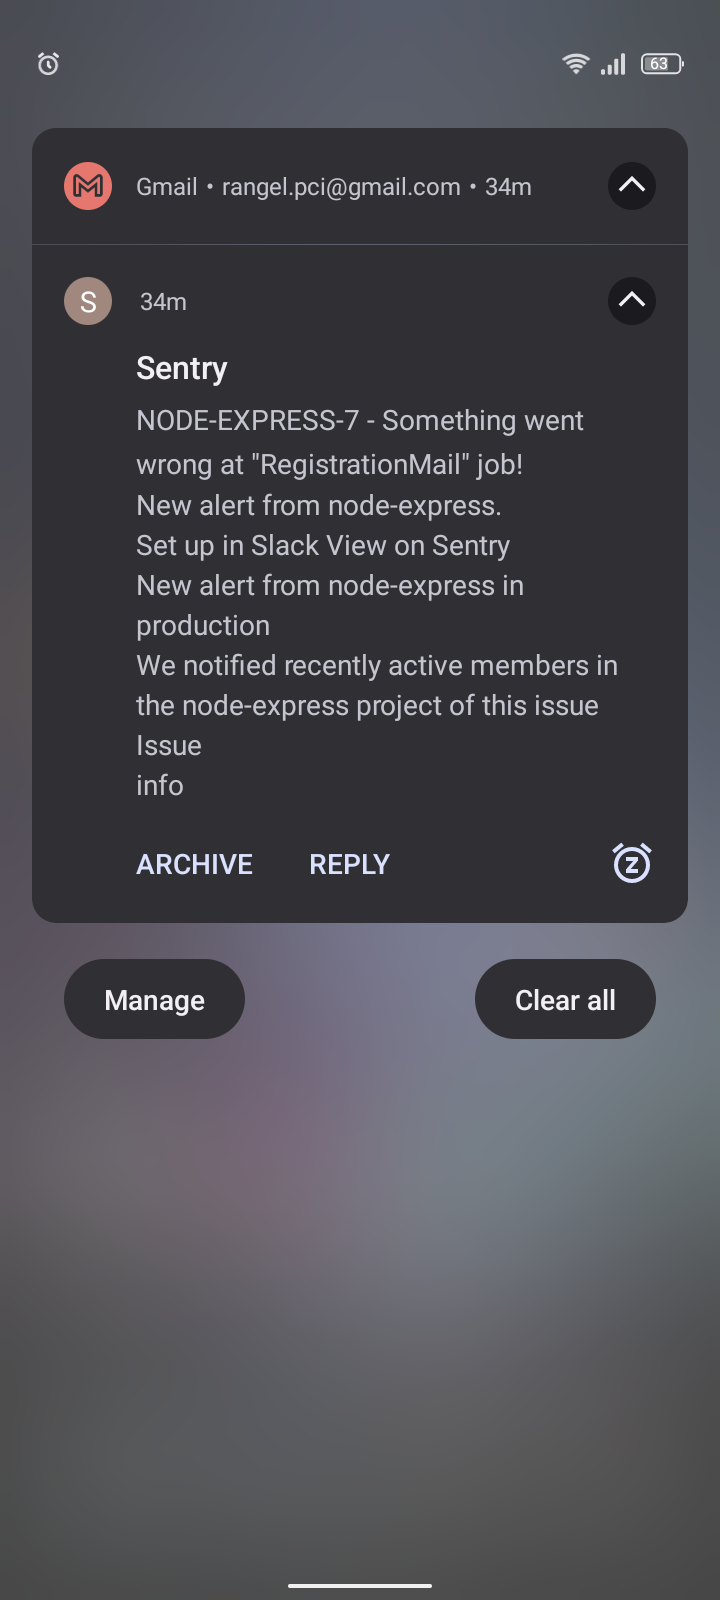 63
Gmail • rangel.pci@gmail.com • 34m
S 34m
Sentry
NODE-EXPRESS-7 - Something went
wrong at "RegistrationMail" job!
New alert from node-express.
Set up in Slack View on Sentry
New alert from node-express in
production
We notified recently active members in
the node-express project of this issue
Issue
info
ARCHIVE REPLY
Manage Clear all